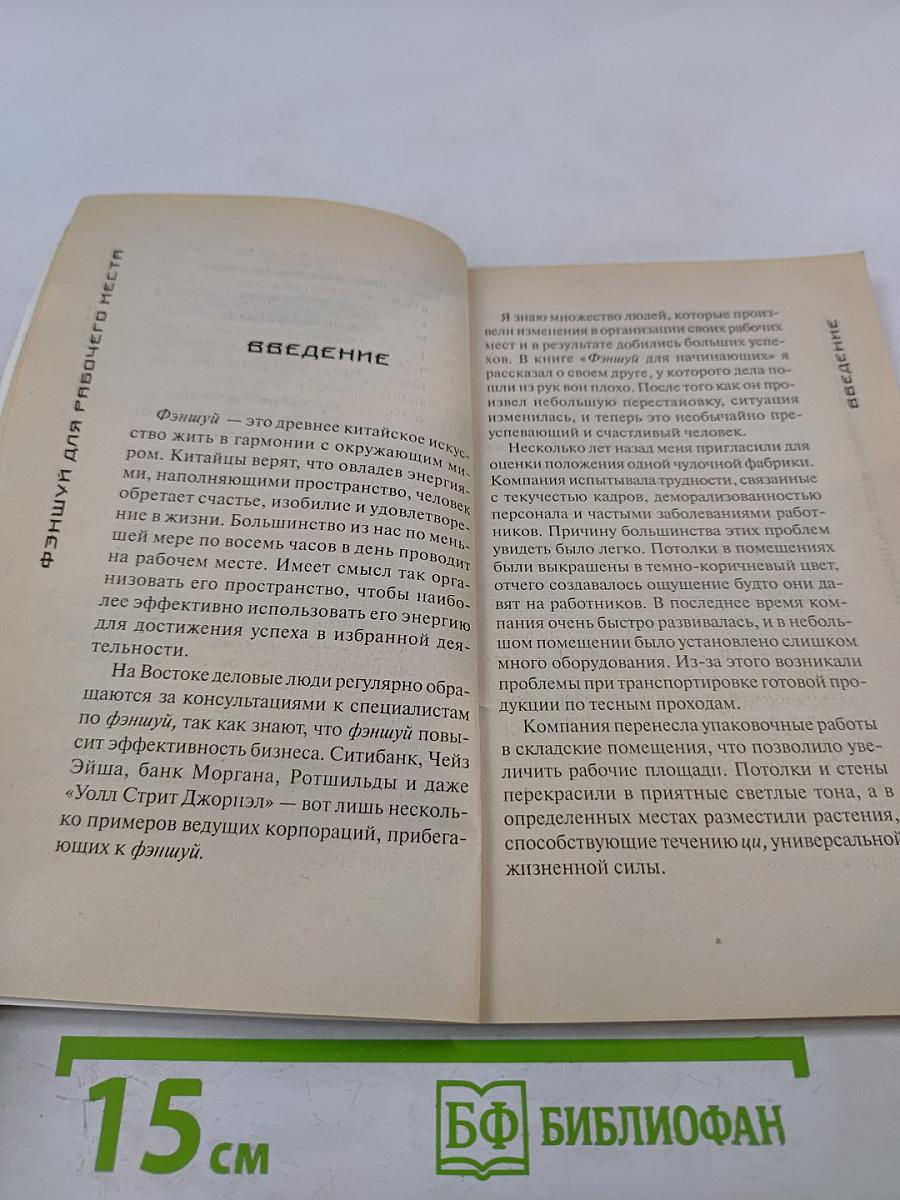 ФЭНШУЙ ДЛЯ РАБОЧЕГО МЕСТА
ВВЕДЕНИЕ
Фэншуй — это древнее китайское искус-
ство жить в гармонии с окружающим ми-
ром. Китайцы верят, что овладев энергия-
ми, наполняющими пространство, человек
обретает счастье, изобилие и удовлетворе-
ние в жизни. Большинство из нас по мень-
шей мере по восемь часов в день проводит
на рабочем месте. Имеет смысл так орга-
низовать его пространство, чтобы наибо-
лее эффективно использовать его энергию
для достижения успеха в избранной дея-
тельности.
На Востоке деловые люди регулярно обра-
щаются за консультациями к специалистам
по фэншуй, так как знают, что фэншуй повы-
сит эффективность бизнеса. Ситибанк, Чейз
Эйша, банк Моргана, Ротшильды и даже
«Уолл Стрит Джорнэл» — вот лишь несколь-
ко примеров ведущих корпораций, прибега-
ющих к фэншуй.
Я знаю множество людей, которые произ-
вели изменения в организации своих рабочих
мест и в результате добились больших успе-
хов. В книге «Фэншуй для начинающих» я
рассказал о своем друге, у которого дела по-
шли из рук вон плохо. После того как он про-
извел небольшую перестановку, ситуация
изменилась, и теперь это необычайно пре-
успевающий и счастливый человек.
Несколько лет назад меня пригласили для
оценки положения одной чулочной фабрики.
Компания испытывала трудности, связанные
с текучестью кадров, деморализованностью
персонала и частыми заболеваниями работ-
ников. Причину большинства этих проблем
увидеть было легко. Потолки в помещениях
были выкрашены в темно-коричневый цвет,
отчего создавалось ощущение будто они да-
вят на работников. В последнее время ком-
пания очень быстро развивалась, и в неболь-
шом помещении было установлено слишком
много оборудования. Из-за этого возникали
проблемы при транспортировке готовой про-
дукции по тесным проходам.
Компания перенесла упаковочные работы
в складские помещения, что позволило уве-
личить рабочие площади. Потолки и стены
перекрасили в приятные светлые тона, а в
определенных местах разместили растения,
способствующие течению ци, универсальной
жизненной силы.
ВВЕДЕНИЕ
15 см
БФ БИБЛИОФАН